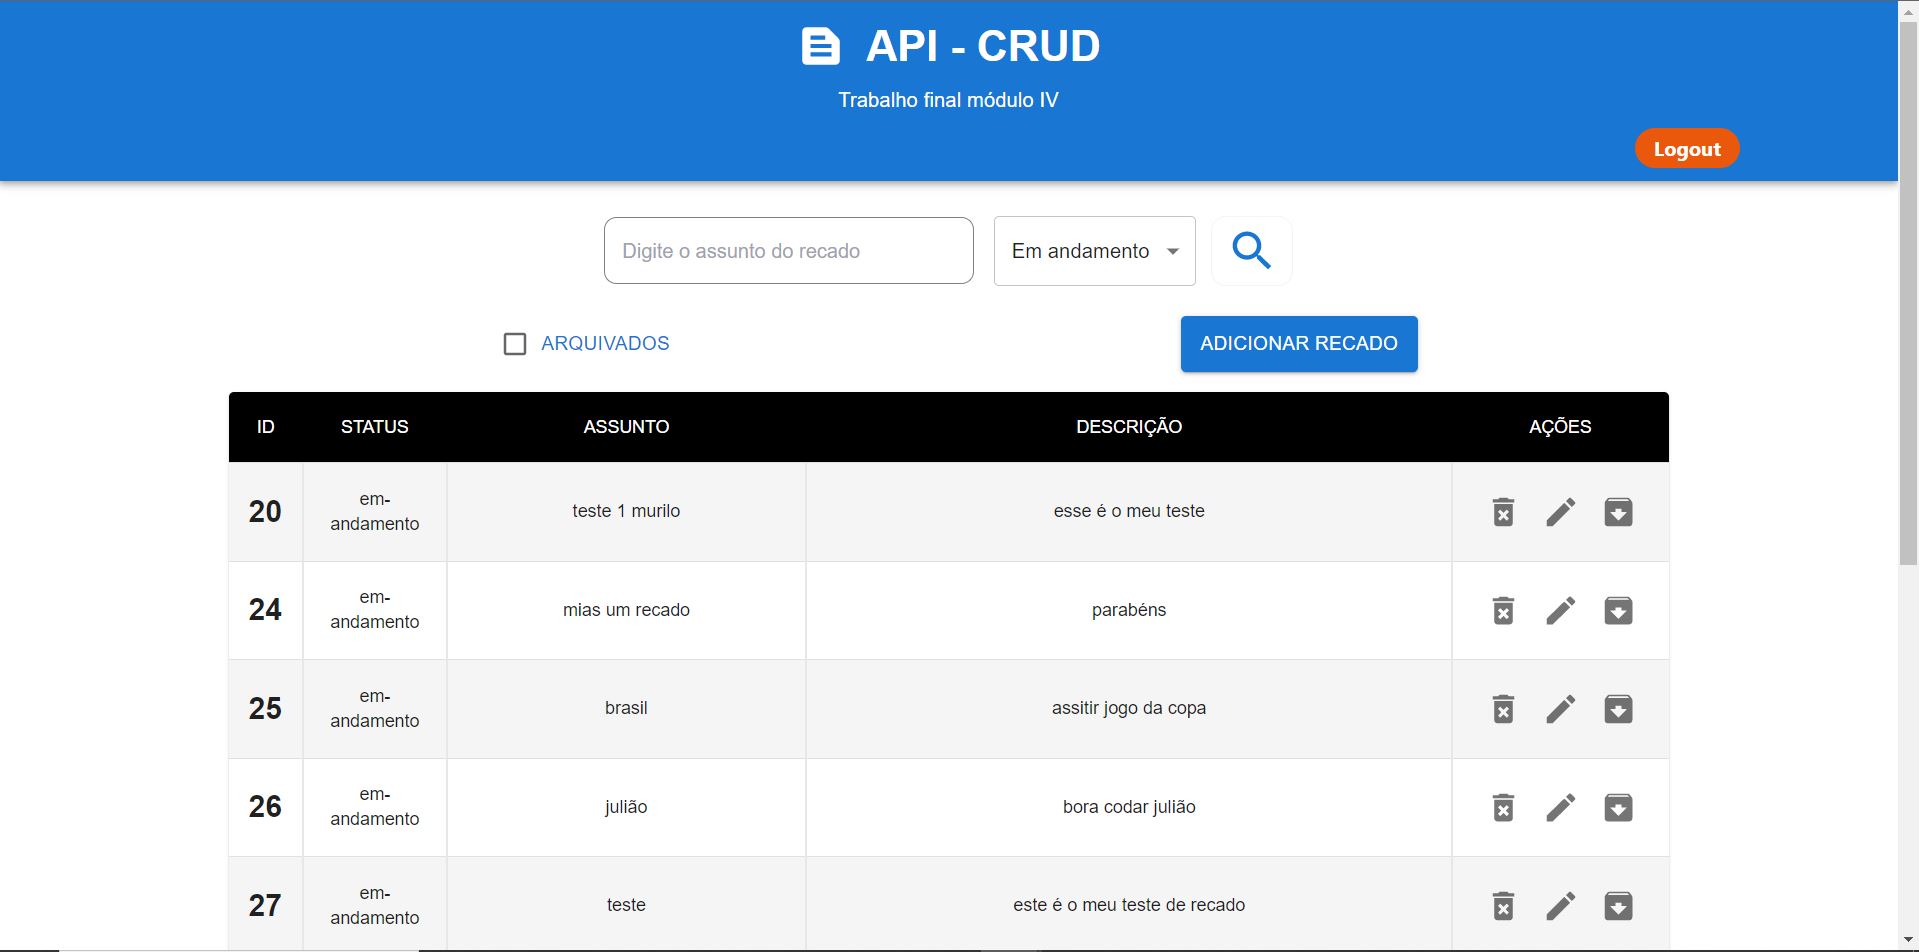 API - CRUD
Trabalho final módulo IV
Logout
Digite o assunto do recado
Em andamento
ARQUIVADOS
ADICIONAR RECADO
ID STATUS ASSUNTO DESCRIÇÃO AÇÕES
20 em-
andamento teste 1 murilo esse é o meu teste
24 em-
andamento mias um recado parabéns
25 em-
andamento brasil assitir jogo da copa
26 em-
andamento julião bora codar julião
27 em-
andamento teste este é o meu teste de recado